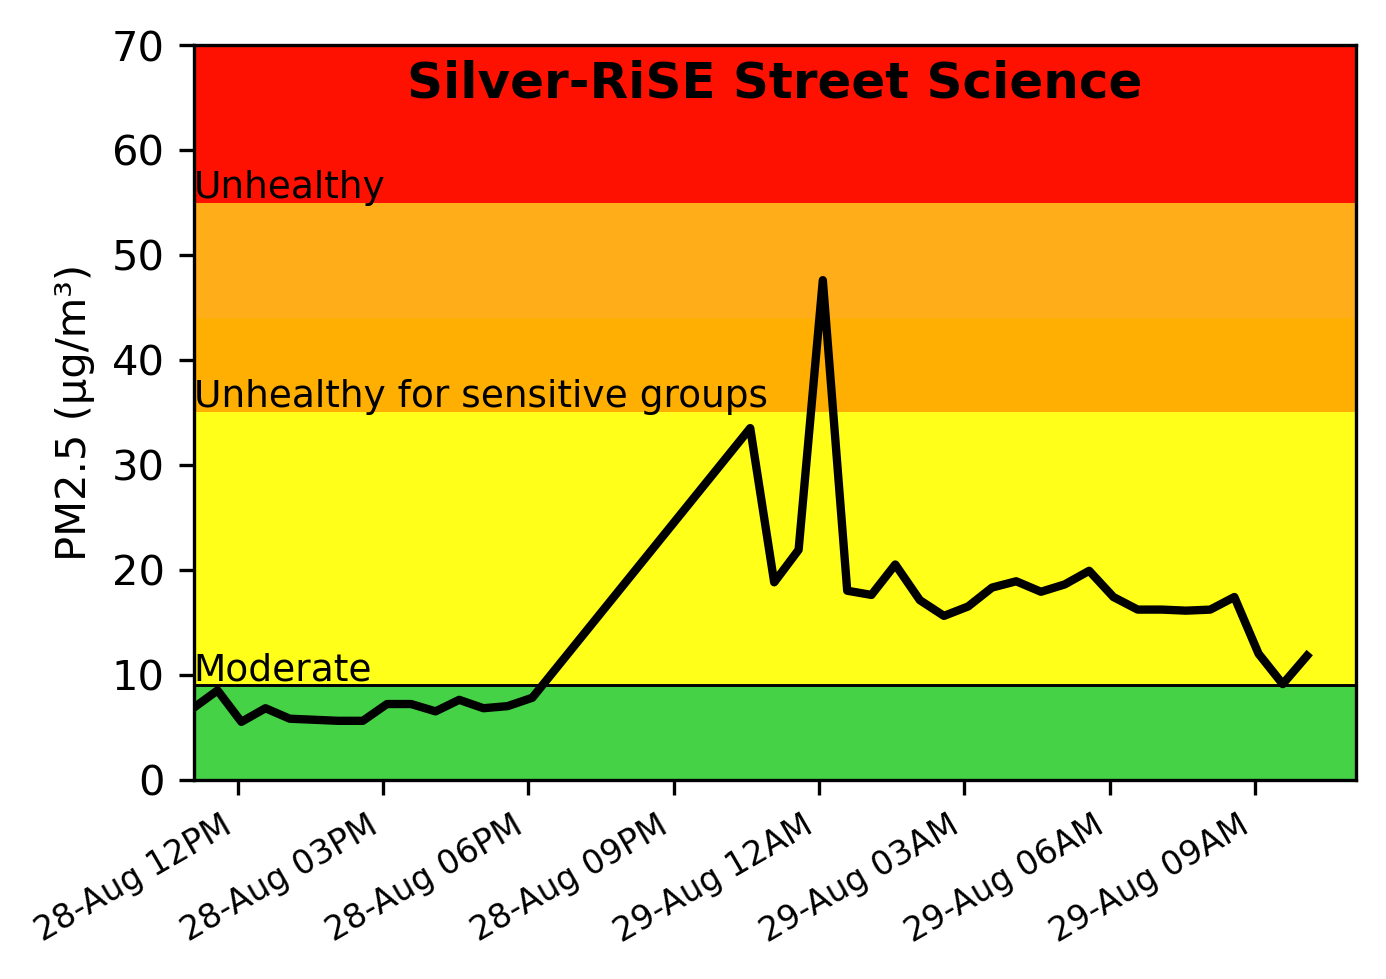 Silver-RiSE Street Science
70
60
Unhealthy
50
40
Unhealthy for sensitive groups
30
20
10
Moderate
0
PM2.5 (μg/m³)
28-Aug 12PM
28-Aug 03PM
28-Aug 06PM
28-Aug 09PM
29-Aug 12AM
29-Aug 03AM
29-Aug 06AM
29-Aug 09AM